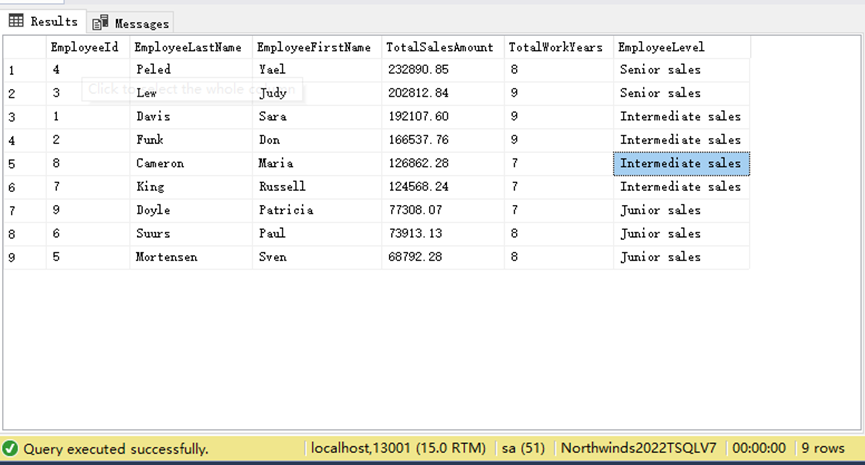 Results Messages
EmployeeId EmployeeLastName EmployeeFirstName TotalSalesAmount TotalWorkYears EmployeeLevel
1 4 Peled Yael 232890.85 8 Senior sales
Click to select the whole column
2 3 Lew Judy 202812.84 9 Senior sales
3 1 Davis Sara 192107.60 9 Intermediate sales
4 2 Funk Don 166537.76 9 Intermediate sales
5 8 Cameron Maria 126862.28 7 Intermediate sales
6 7 King Russell 124568.24 7 Intermediate sales
7 9 Doyle Patricia 77308.07 7 Junior sales
8 6 Suurs Paul 73913.13 8 Junior sales
9 5 Mortensen Sven 68792.28 8 Junior sales
Query executed successfully. localhost,13001 (15.0 RTM) sa (51) Northwinds2022TSQLV7 00:00:00 9 rows